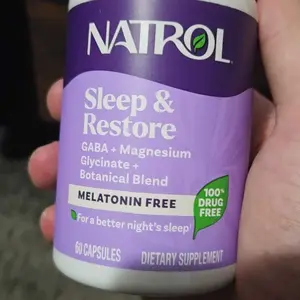 NATROL
Sleep &
Restore
GABA + Magnesium
Glycinate +
Botanical Blend
MELATONIN FREE
100%
DRUG
FREE
For a better night's sleep
60 CAPSULES DIETARY SUPPLEMENT